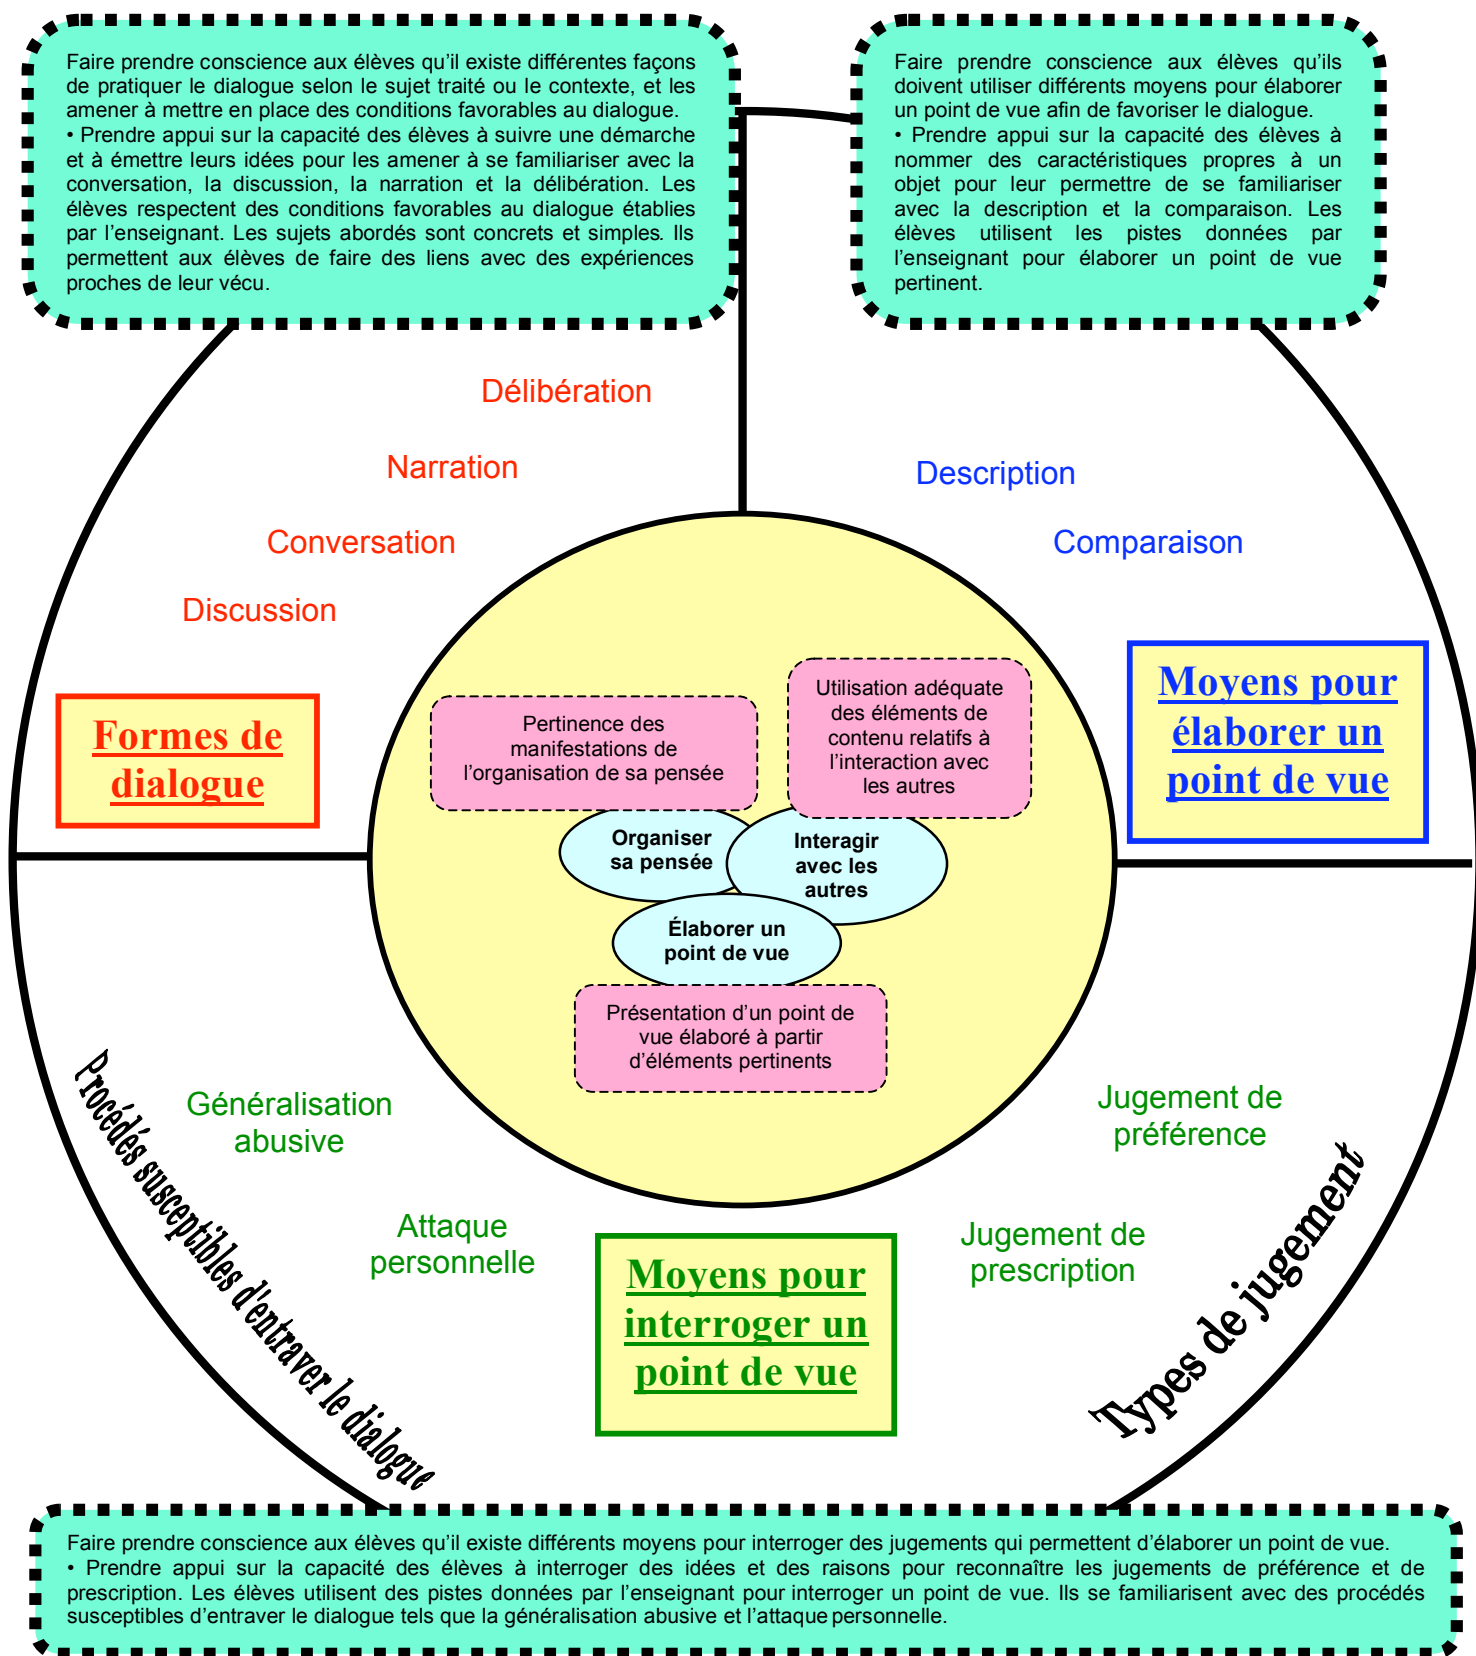 Faire prendre conscience aux élèves qu'il existe différentes façons
de pratiquer le dialogue selon le sujet traité ou le contexte, et les
amener à mettre en place des conditions favorables au dialogue.
• Prendre appui sur la capacité des élèves à suivre une démarche
et à émettre leurs idées pour les amener à se familiariser avec la
conversation, la discussion, la narration et la délibération. Les
élèves respectent des conditions favorables au dialogue établies
par l'enseignant. Les sujets abordés sont concrets et simples. Ils
permettent aux élèves de faire des liens avec des expériences
proches de leur vécu.
Faire prendre conscience aux élèves qu'ils
doivent utiliser différents moyens pour élaborer
un point de vue afin de favoriser le dialogue.
• Prendre appui sur la capacité des élèves à
nommer des caractéristiques propres à un
objet pour leur permettre de se familiariser
avec la description et la comparaison. Les
élèves utilisent les pistes données par
l'enseignant pour élaborer un point de vue
pertinent.
Délibération
Narration
Conversation
Discussion
Formes de
dialogue
Description
Comparaison
Moyens pour
élaborer un
point de vue
Pertinence des
manifestations de
l'organisation de sa pensée
Utilisation adéquate
des éléments de
contenu relatifs à
l'interaction avec
les autres
Organiser
sa pensée
Interagir
avec les
autres
Élaborer un
point de vue
Présentation d'un point de
vue élaboré à partir
d'éléments pertinents
Procédés susceptibles d'entraver le dialogue
Généralisation
abusive
Attaque
personnelle
Moyens pour
interroger un
point de vue
Jugement de
préférence
Jugement de
prescription
Types de jugement
Faire prendre conscience aux élèves qu'il existe différents moyens pour interroger des jugements qui permettent d'élaborer un point de vue.
• Prendre appui sur la capacité des élèves à interroger des idées et des raisons pour reconnaître les jugements de préférence et de
prescription. Les élèves utilisent des pistes données par l'enseignant pour interroger un point de vue. Ils se familiarisent avec des procédés
susceptibles d'entraver le dialogue tels que la généralisation abusive et l'attaque personnelle.